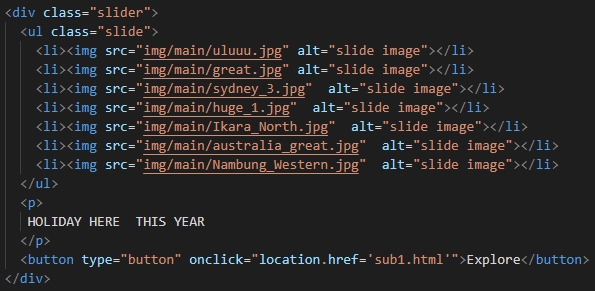 <div class="slider">
<ul class="slide">
<li><img src="img/main/uluuu.jpg" alt="slide image"></li>
<li><img src="img/main/great.jpg" alt="slide image"></li>
<li><img src="img/main/sydney_3.jpg"  alt="slide image"></li>
<li><img src="img/main/huge_1.jpg"  alt="slide image"></li>
<li><img src="img/main/Ikara_North.jpg"  alt="slide image"></li>
<li><img src="img/main/australia_great.jpg"  alt="slide image"></li>
<li><img src="img/main/Nambung_Western.jpg"  alt="slide image"></li>
</ul>
<p>
HOLIDAY HERE  THIS YEAR
</p>
<button type="button" onclick="location.href='sub1.html'">Explore</button>
</div>